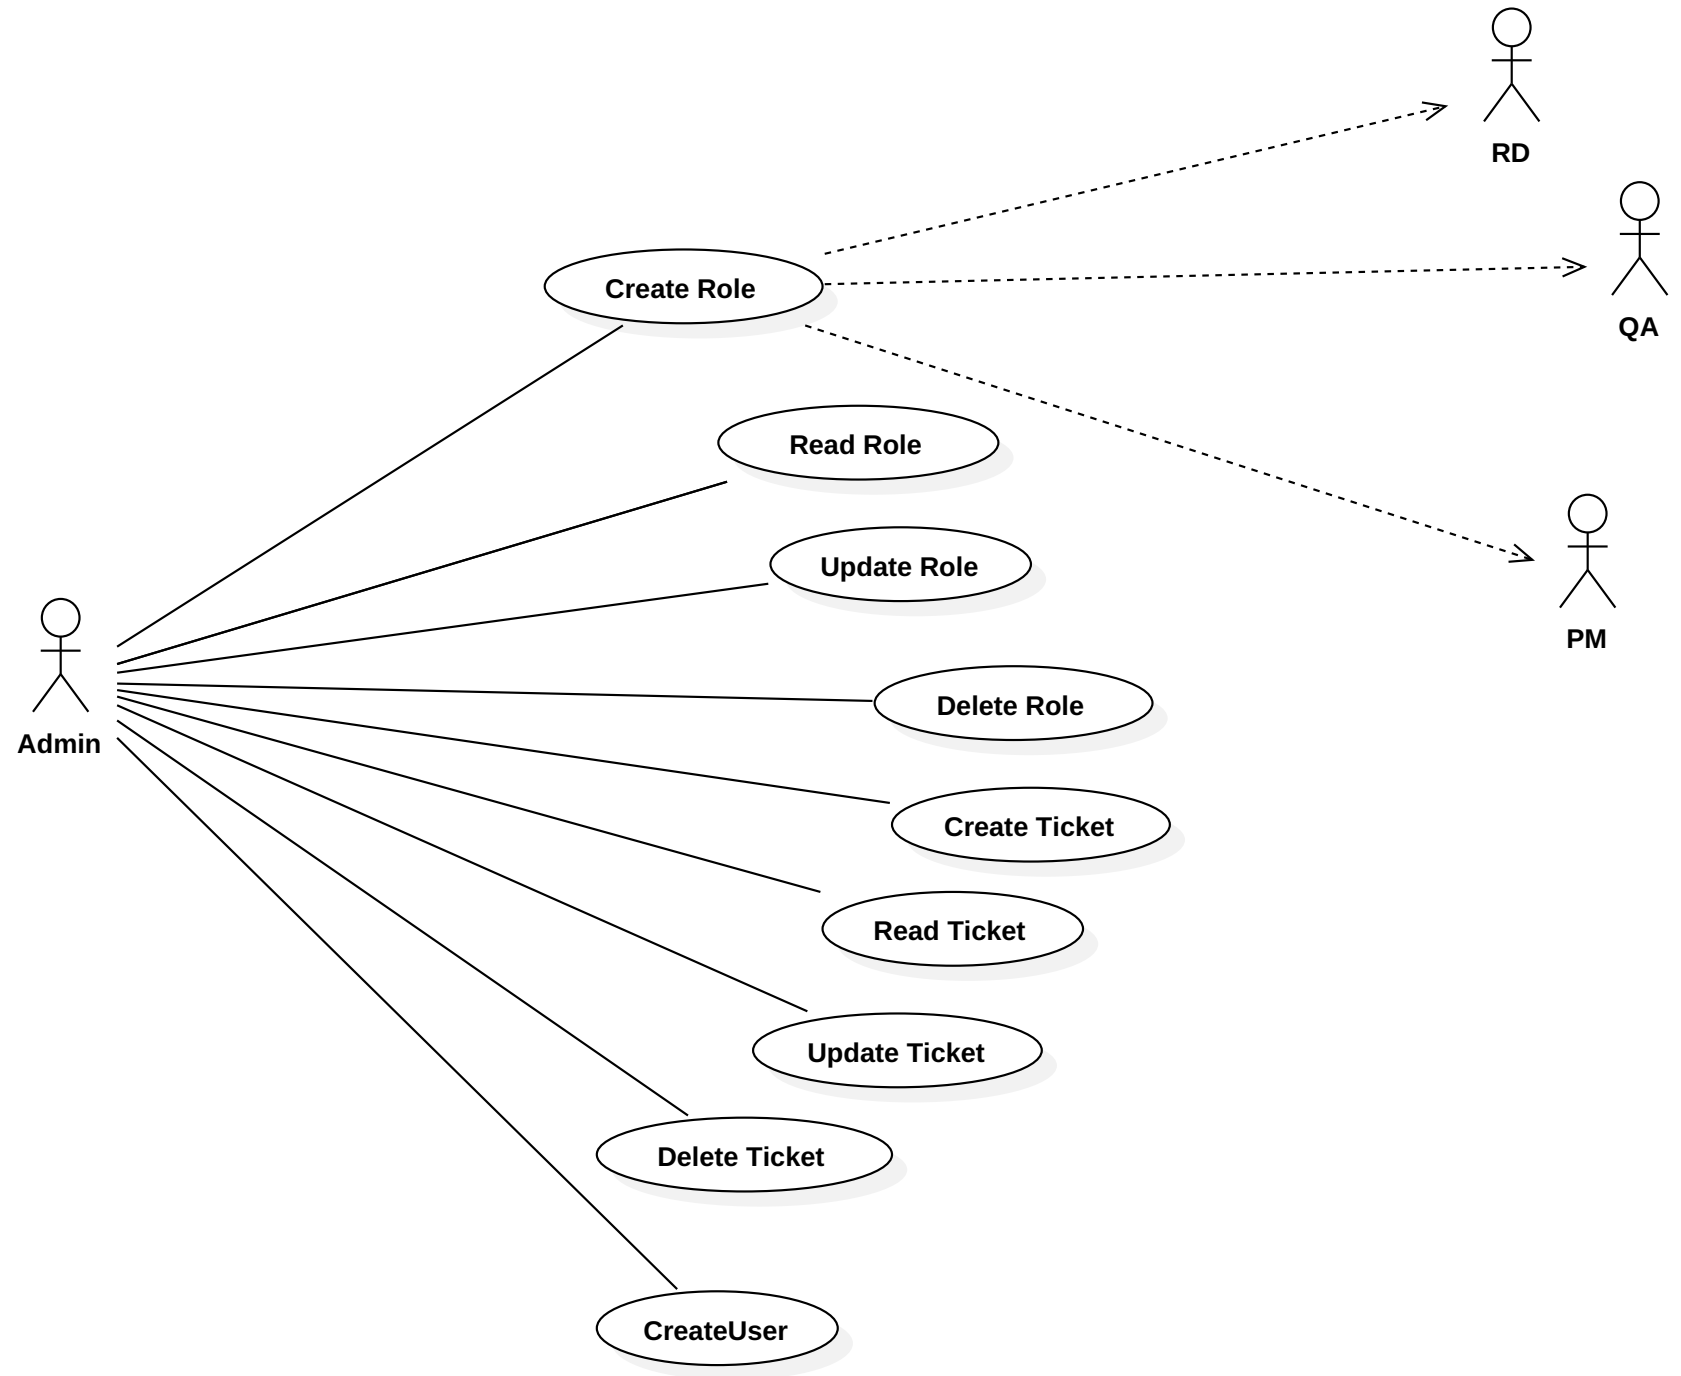 RD
QA
Create Role
Read Role
Update Role
PM
Delete Role
Admin
Create Ticket
Read Ticket
Update Ticket
Delete Ticket
CreateUser